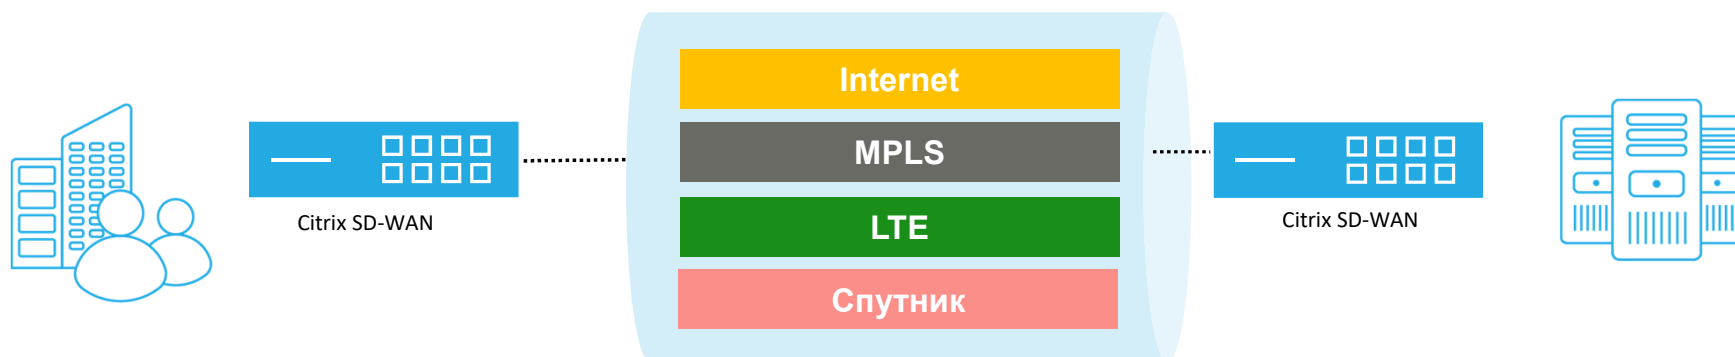 Internet
MPLS
LTE
Спутник
Citrix SD-WAN
Citrix SD-WAN